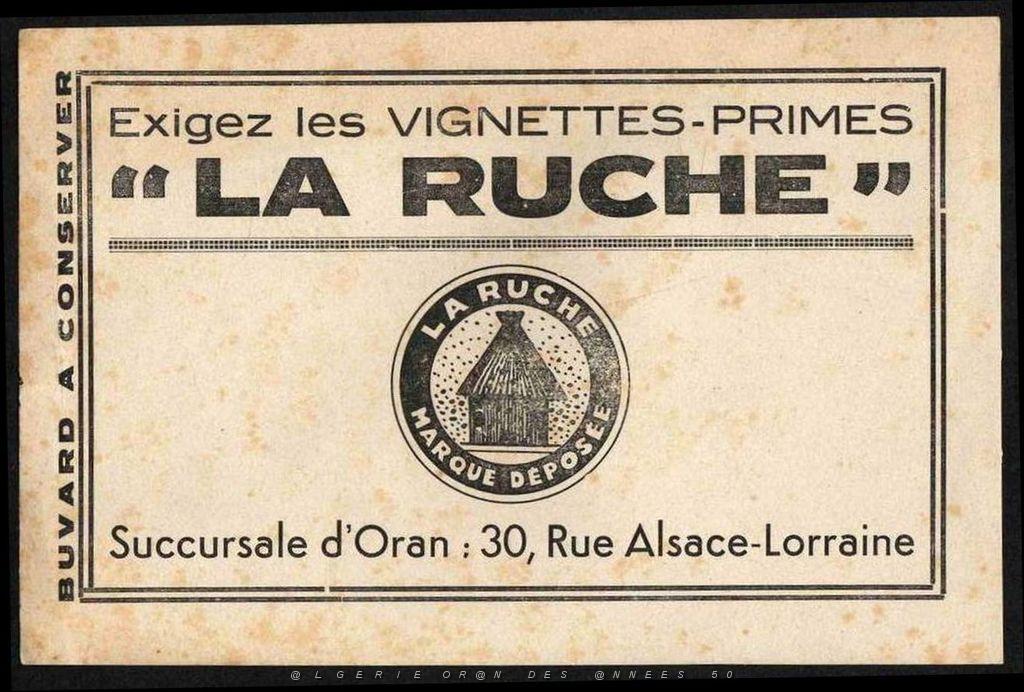 BUVARD A CONSERVER
Exigez les VIGNETTES-PRIMES
"LA RUCHE"
LA RUCHE
MARQUE DÉPOSÉE
Succursale d'Oran : 30, Rue Alsace-Lorraine
@LGERIE OR@N DES @NNEES 50